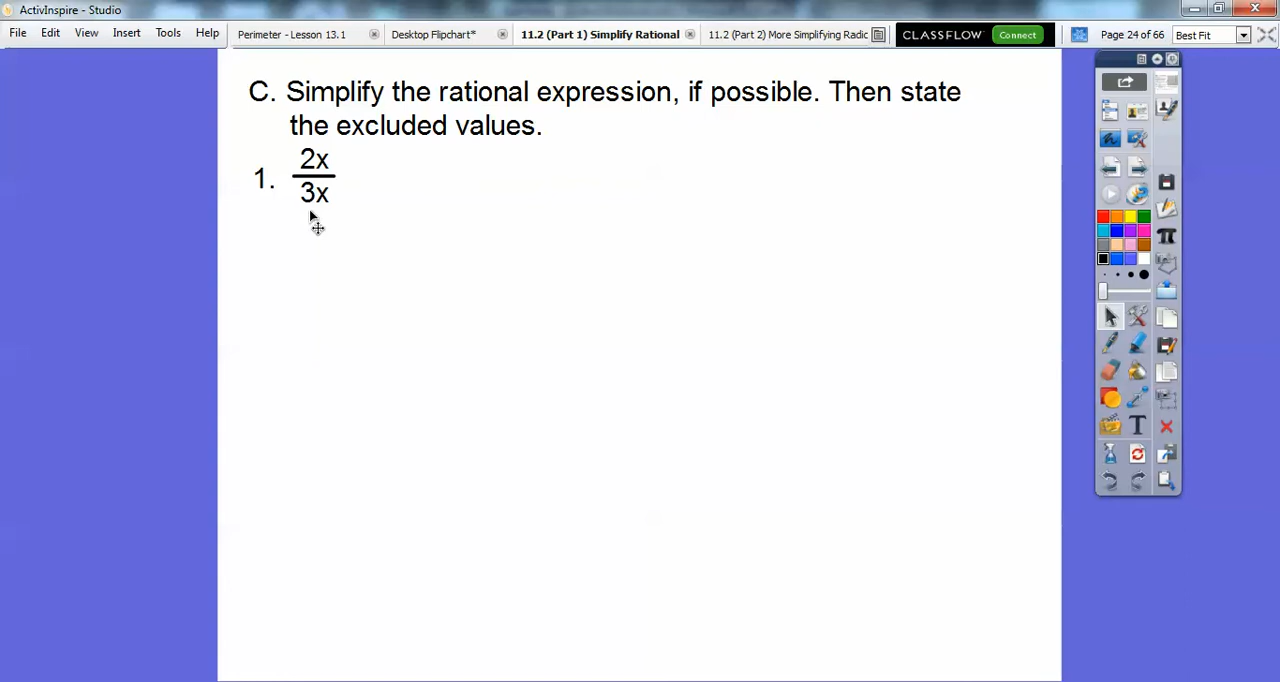 ActivInspire - Studio
File Edit View Insert Tools Help
Perimeter - Lesson 13.1 Desktop Flipchart* 11.2 (Part 1) Simplify Rational 11.2 (Part 2) More Simplifying Radic
CLASSFLOW Connect
Page 24 of 66 Best Fit
C. Simplify the rational expression, if possible. Then state
the excluded values.
2x
1.
3x